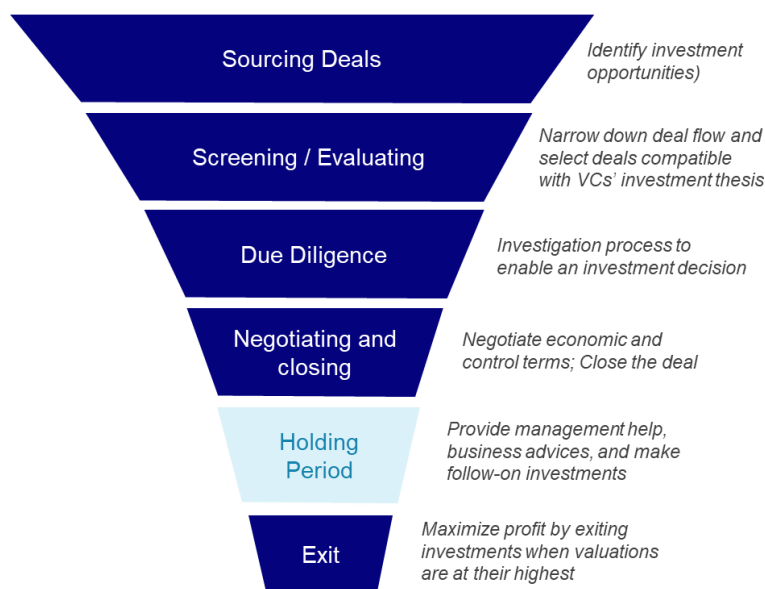 Sourcing Deals
Identify investment
opportunities)
Screening / Evaluating
Narrow down deal flow and
select deals compatible
with VCs’ investment thesis
Due Diligence
Investigation process to
enable an investment decision
Negotiating and
closing
Negotiate economic and
control terms; Close the deal
Holding
Period
Provide management help,
business advices, and make
follow-on investments
Exit
Maximize profit by exiting
investments when valuations
are at their highest